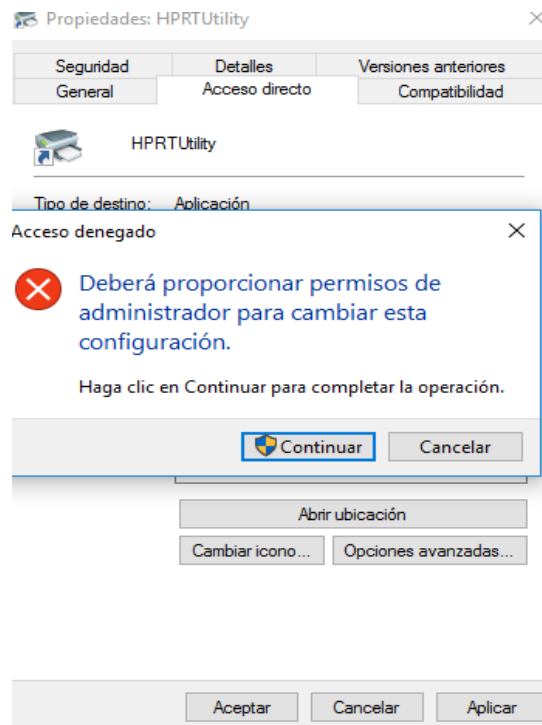 Propiedades: HPRTUtility
Seguridad Detalles Versiones anteriores
General Acceso directo Compatibilidad
HPRTUtility
Tipo de destino: Aplicación
Acceso denegado
Deberá proporcionar permisos de
administrador para cambiar esta
configuración.
Haga clic en Continuar para completar la operación.
Continuar Cancelar
Abrir ubicación
Cambiar icono... Opciones avanzadas...
Aceptar Cancelar Aplicar